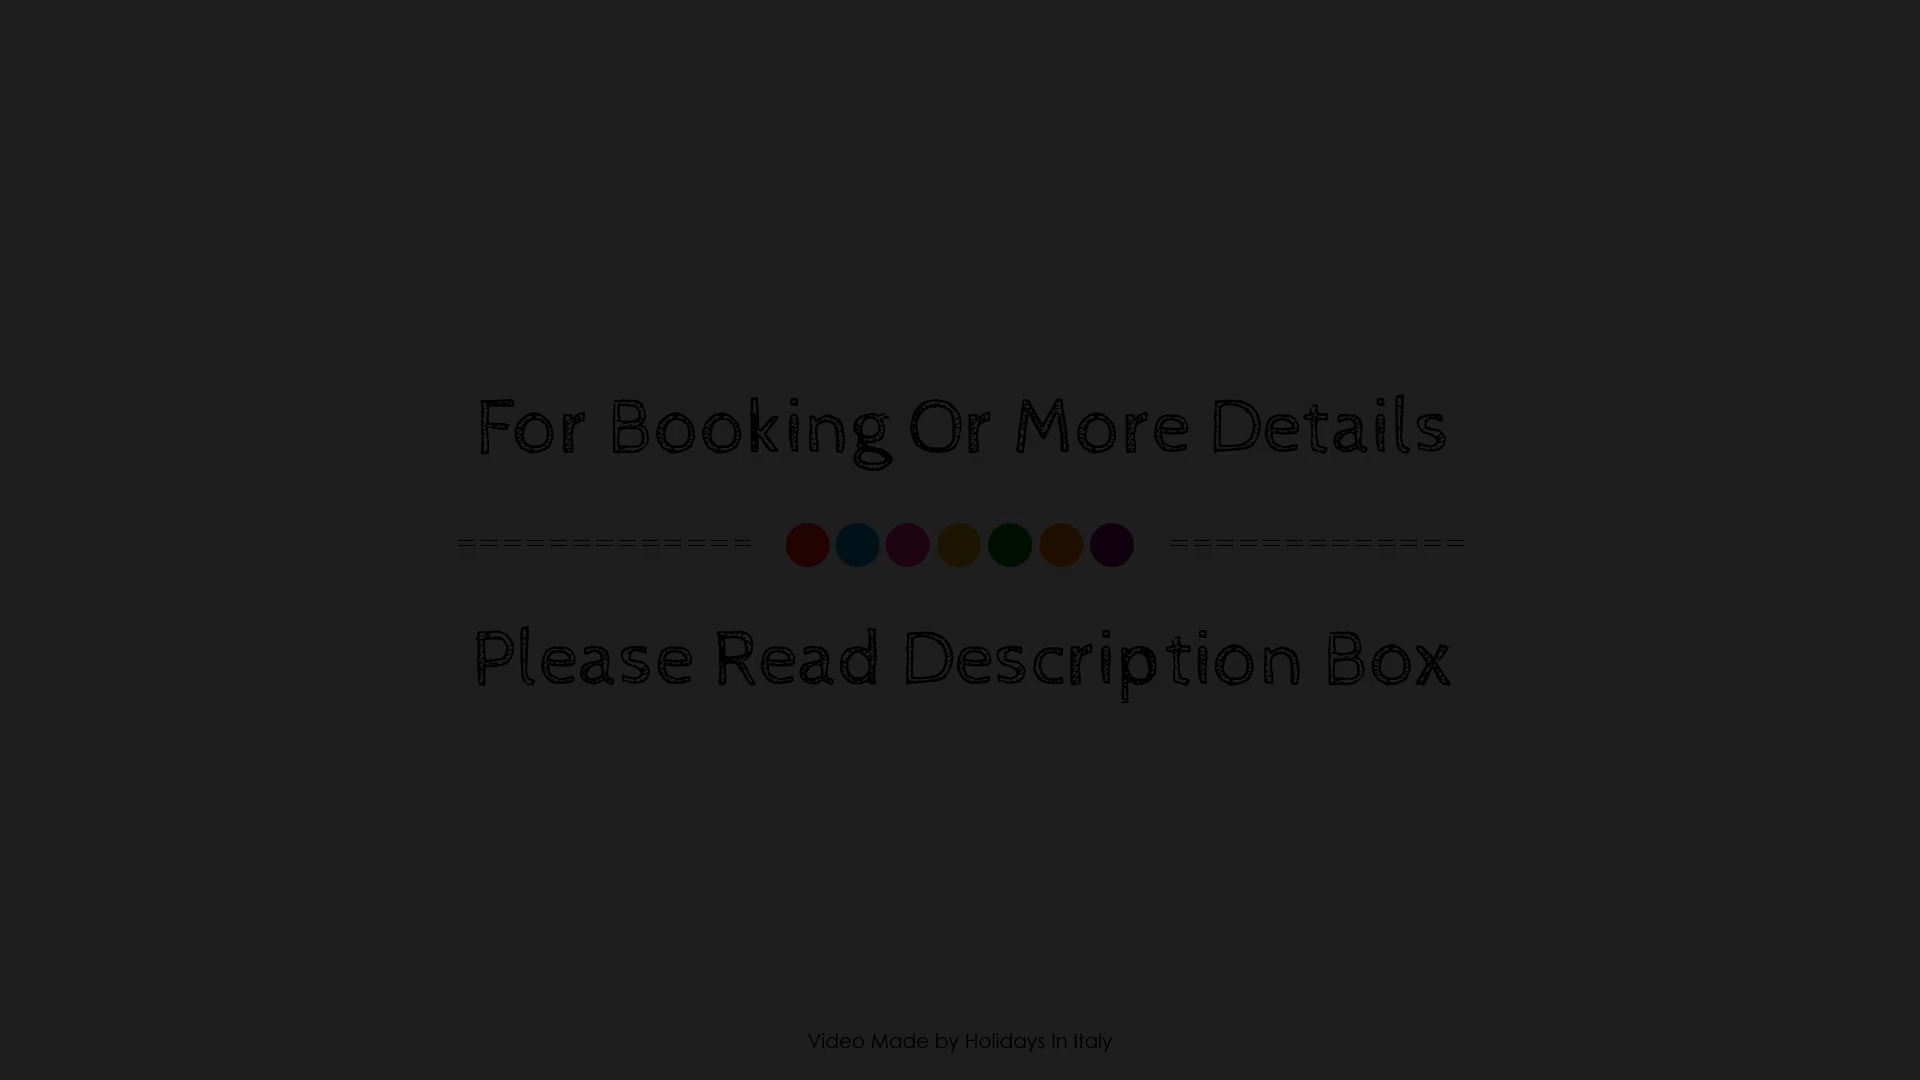 For Booking Or More Details
============= =============
Please Read Description Box
Video Made by Holidays In Italy